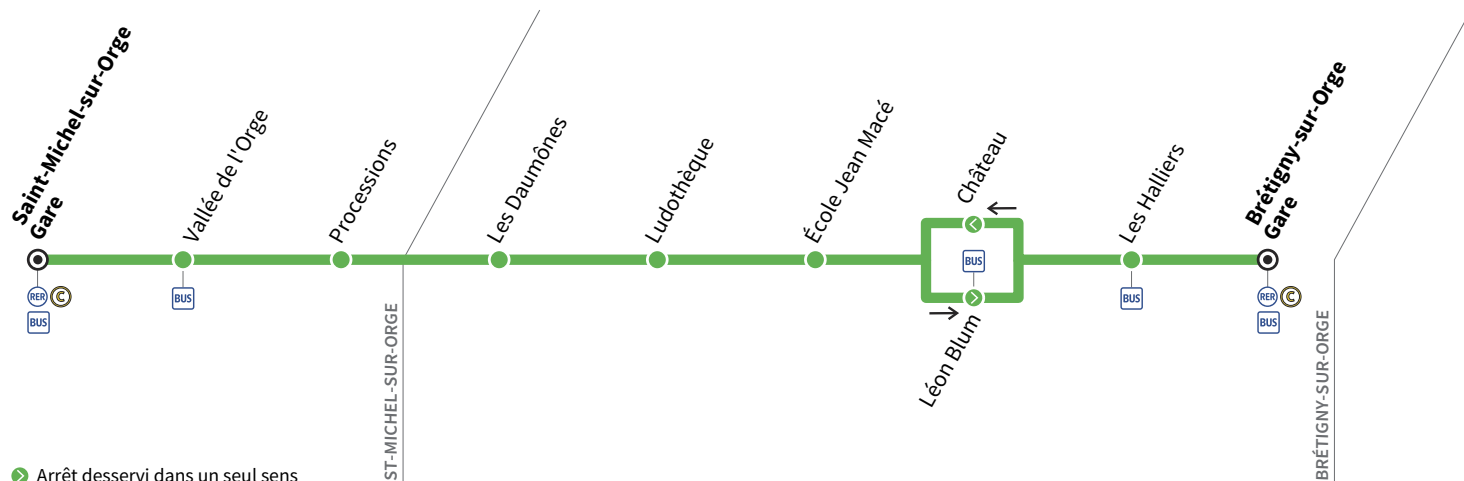 Saint-Michel-sur-Orge
Gare
Vallée de l'Orge
Processions
Les Daumônes
Ludothèque
École Jean Macé
Château
Léon Blum
Les Halliers
Brétigny-sur-Orge
Gare
RER C
BUS
BUS
BUS
BUS
RER C
BUS
ST-MICHEL-SUR-ORGE
BRÉTIGNY-SUR-ORGE
Arrêt desservi dans un seul sens